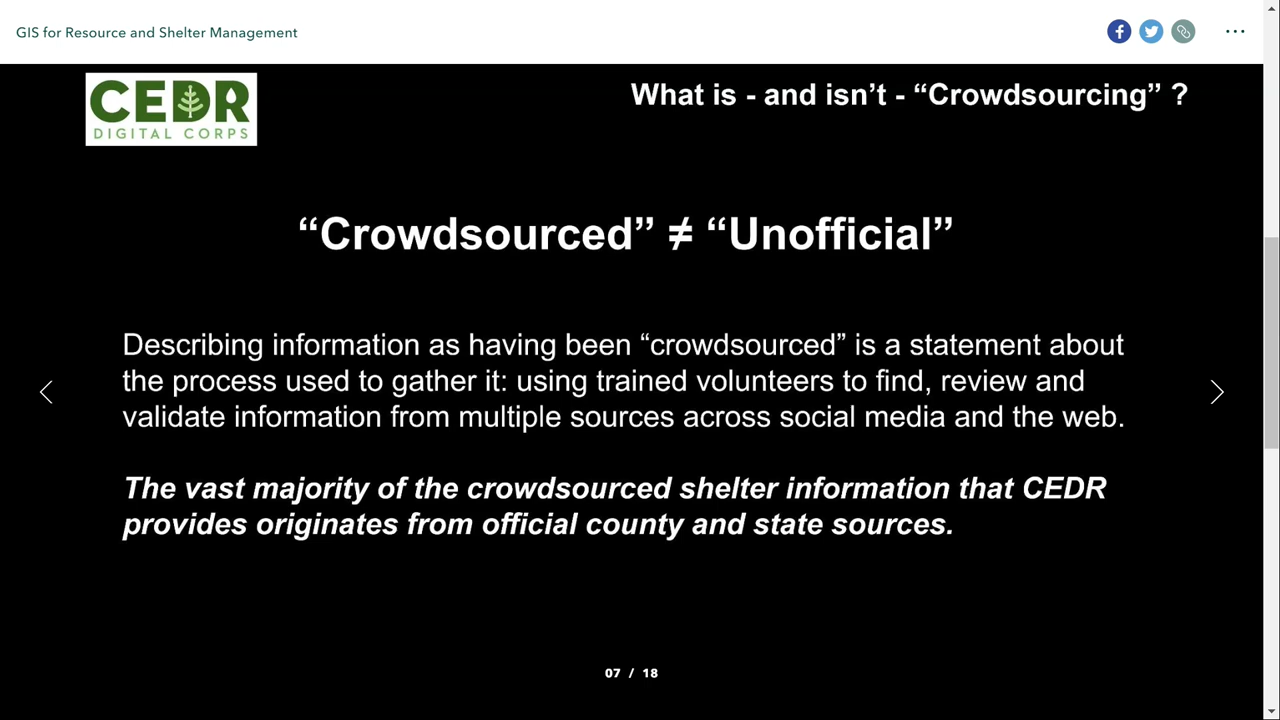 GIS for Resource and Shelter Management
CEDR
DIGITAL CORPS
What is - and isn’t - “Crowdsourcing” ?
“Crowdsourced” ≠ “Unofficial”
Describing information as having been “crowdsourced” is a statement about
the process used to gather it: using trained volunteers to find, review and
validate information from multiple sources across social media and the web.
The vast majority of the crowdsourced shelter information that CEDR
provides originates from official county and state sources.
07 / 18